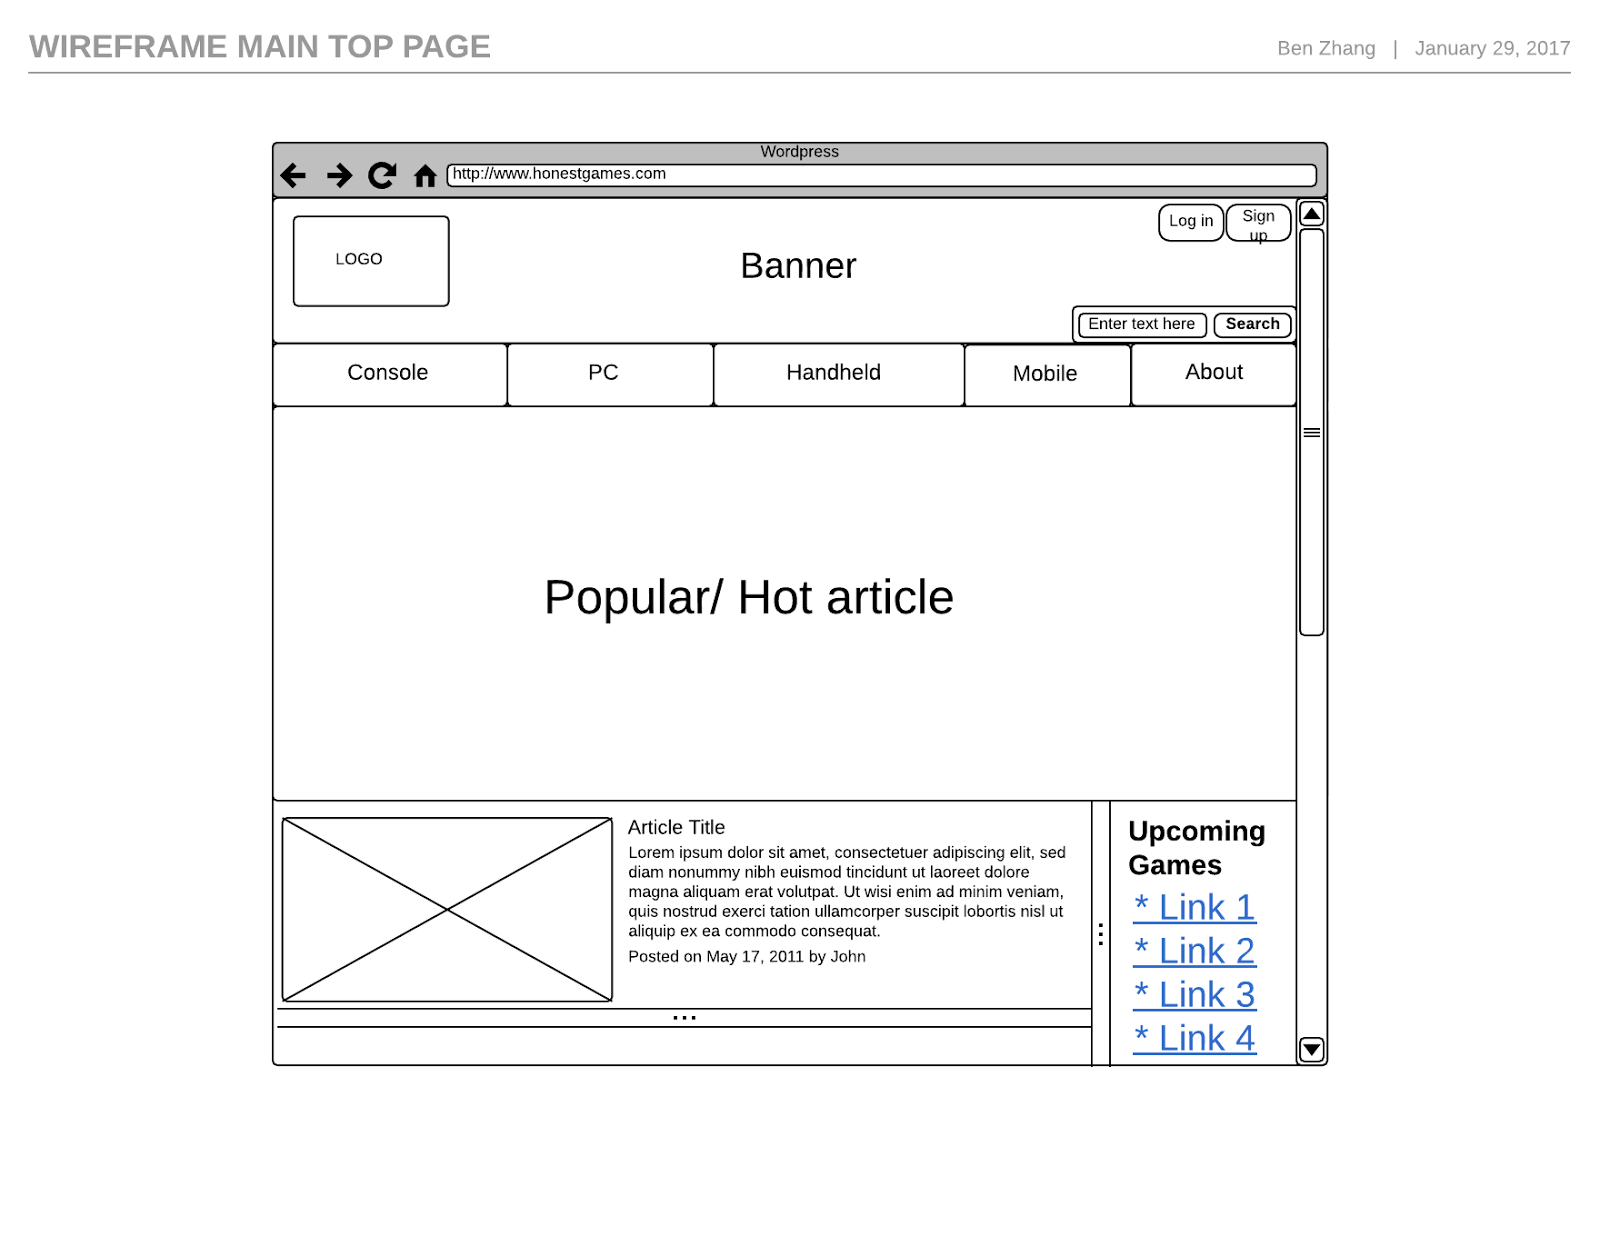 WIREFRAME MAIN TOP PAGE
Ben Zhang | January 29, 2017
Wordpress
http://www.honestgames.com
Log in
Sign
up
LOGO
Banner
Enter text here
Search
Console
PC
Handheld
Mobile
About
Popular/ Hot article
Article Title
Lorem ipsum dolor sit amet, consectetuer adipiscing elit, sed
diam nonummy nibh euismod tincidunt ut laoreet dolore
magna aliquam erat volutpat. Ut wisi enim ad minim veniam,
quis nostrud exerci tation ullamcorper suscipit lobortis nisl ut
aliquip ex ea commodo consequat.
Posted on May 17, 2011 by John
Upcoming
Games
* Link 1
* Link 2
* Link 3
* Link 4